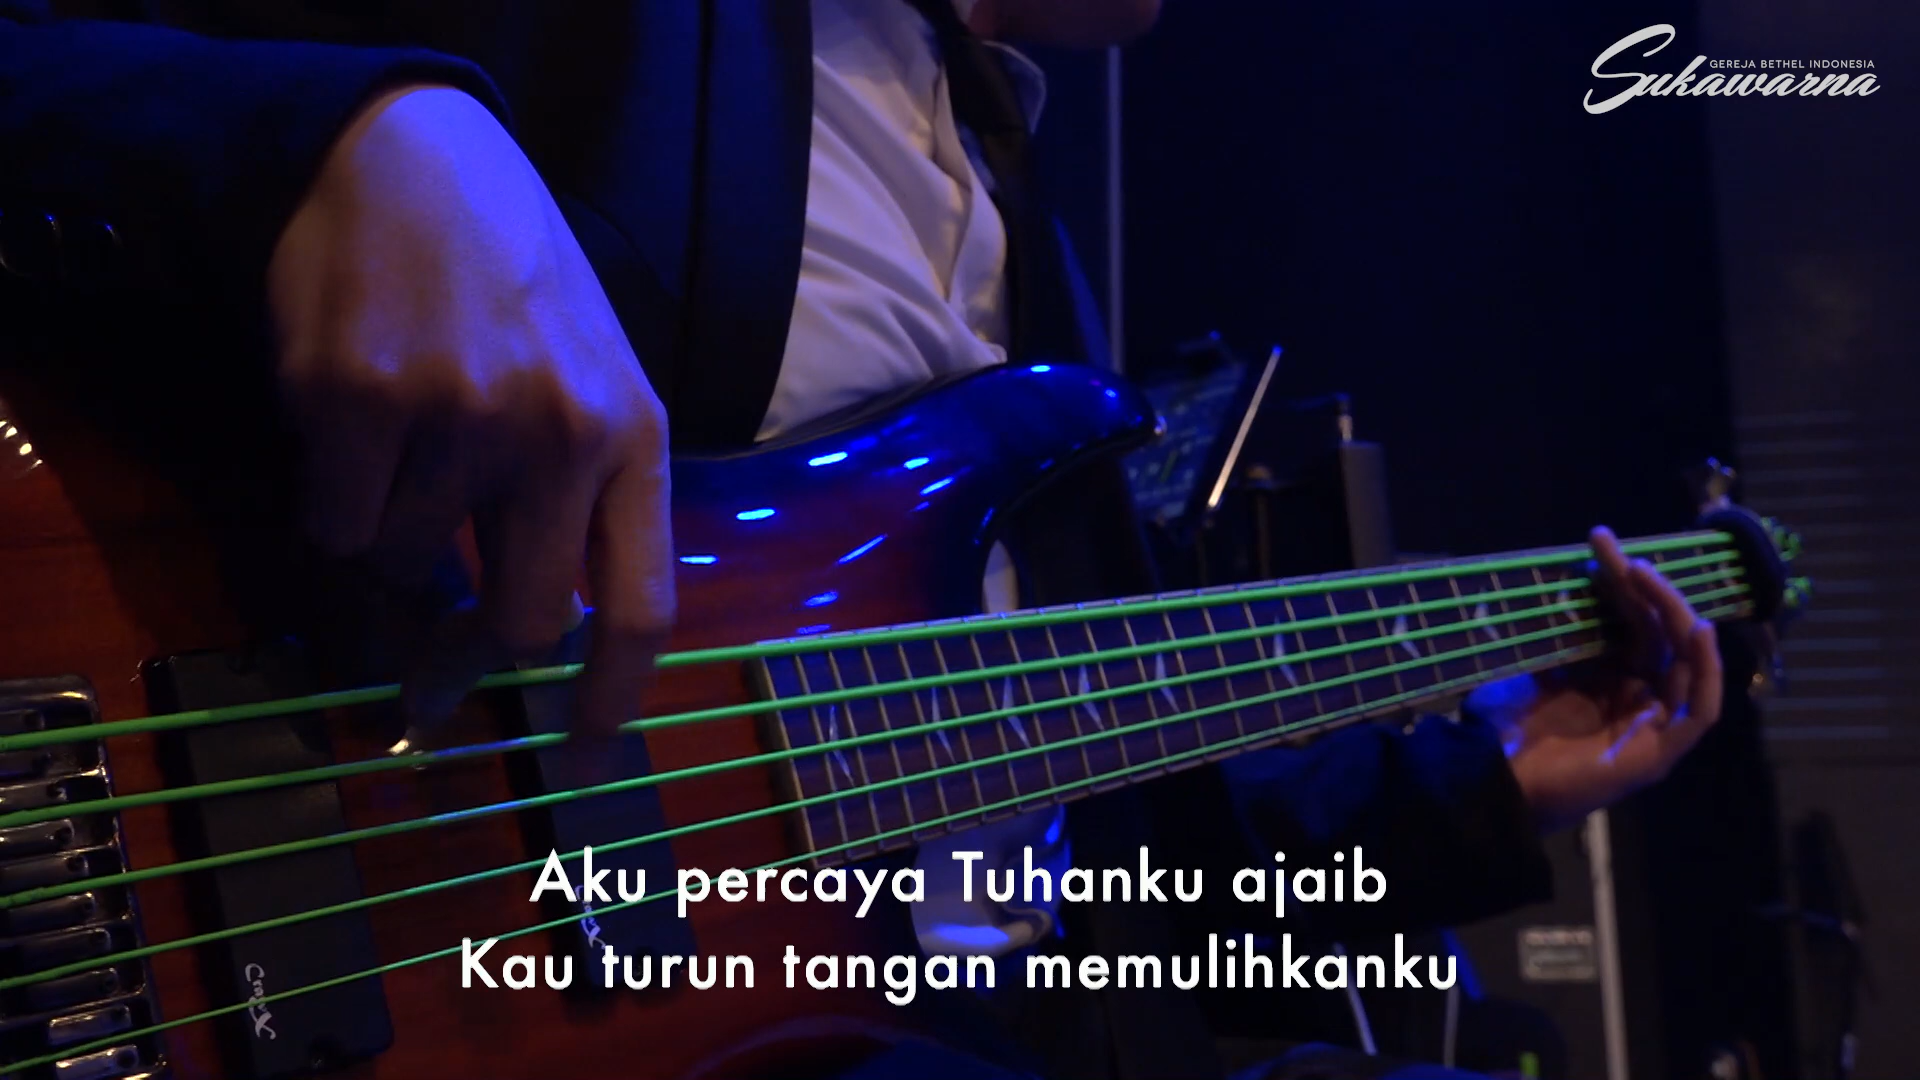 GEREJA BETHEL INDONESIA
Sukawarna
Aku percaya Tuhanku ajaib
Kau turun tangan memulihkanku